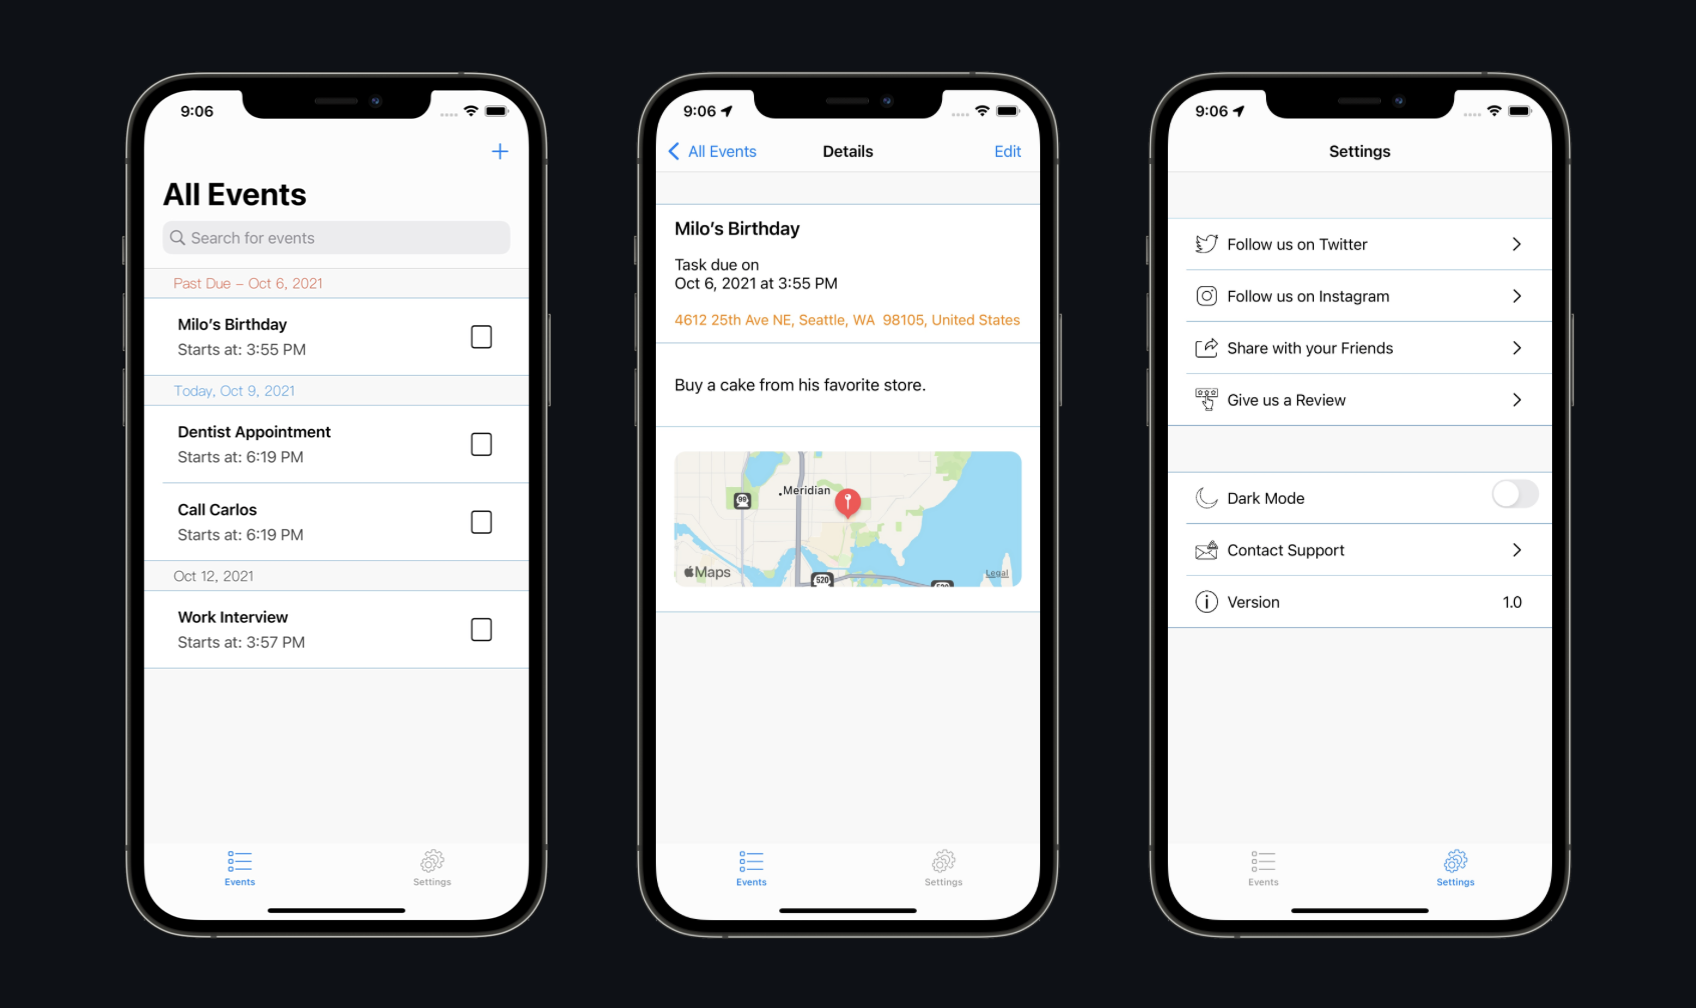 9:06
All Events
Search for events
Past Due – Oct 6, 2021
Milo’s Birthday
Starts at: 3:55 PM
Today, Oct 9, 2021
Dentist Appointment
Starts at: 6:19 PM
Call Carlos
Starts at: 6:19 PM
Oct 12, 2021
Work Interview
Starts at: 3:57 PM
Events
Settings
9:06
All Events
Details
Edit
Milo’s Birthday
Task due on
Oct 6, 2021 at 3:55 PM
4612 25th Ave NE, Seattle, WA  98105, United States
Buy a cake from his favorite store.
Meridian
99
Maps
520
520
Legal
Events
Settings
9:06
Settings
Follow us on Twitter
Follow us on Instagram
Share with your Friends
Give us a Review
Dark Mode
Contact Support
Version
1.0
Events
Settings